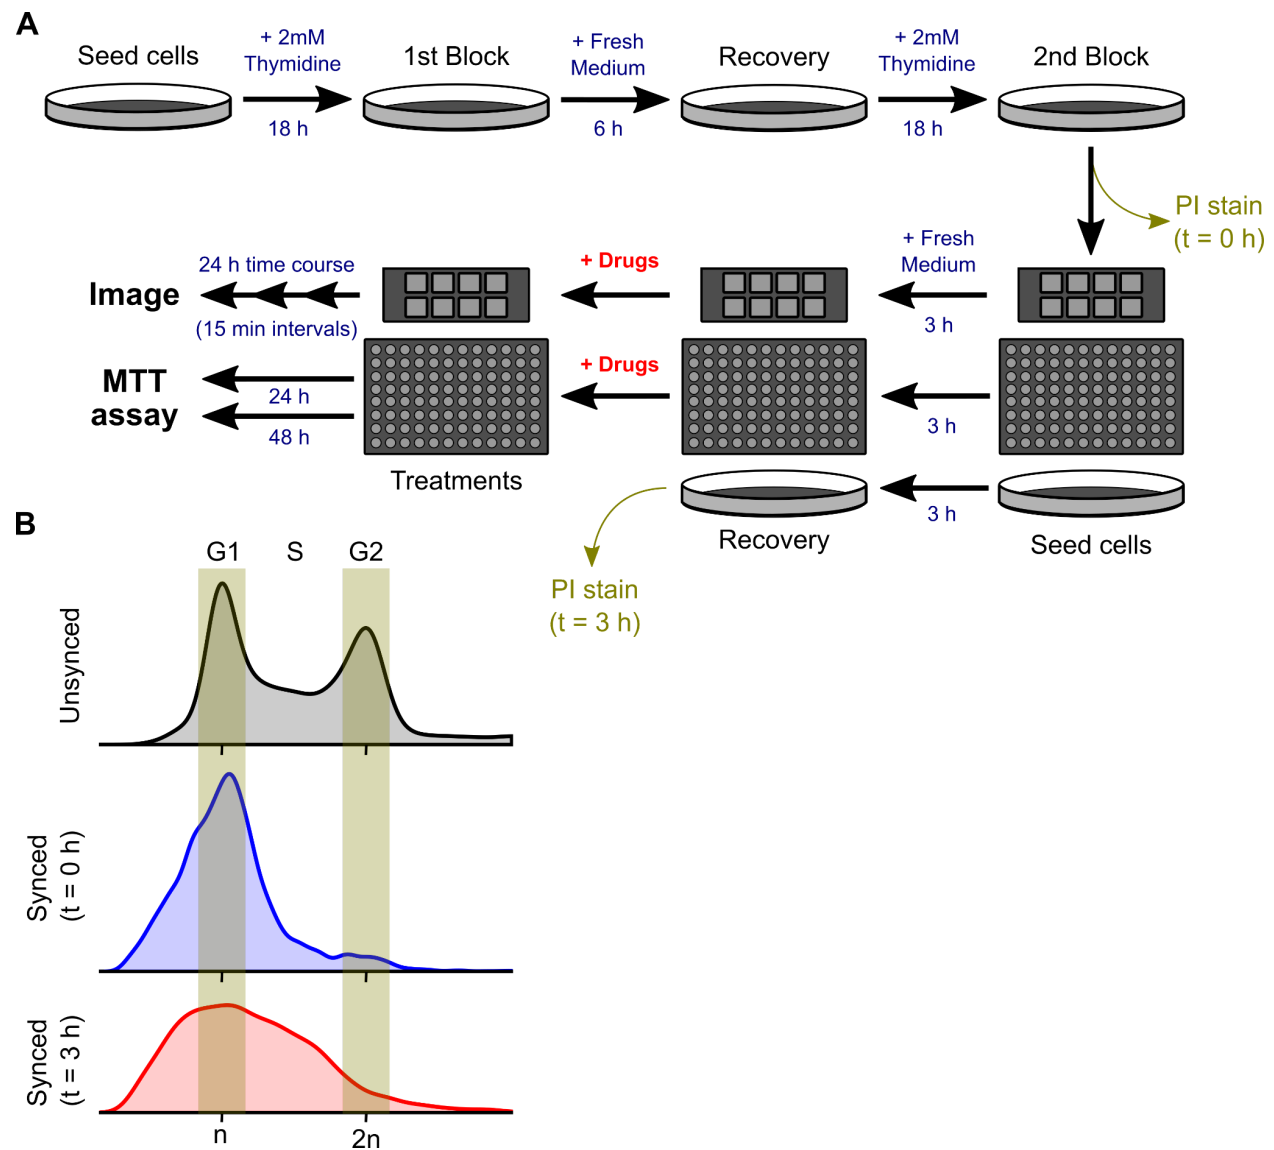 A
Seed cells
+ 2mM
Thymidine
18 h
1st Block
+ Fresh
Medium
6 h
Recovery
+ 2mM
Thymidine
18 h
2nd Block
PI stain
(t = 0 h)
+ Fresh
Medium
3 h
+ Drugs
24 h time course
(15 min intervals)
Image
3 h
+ Drugs
24 h
48 h
MTT
assay
Treatments
3 h
Recovery
Seed cells
PI stain
(t = 3 h)
B
G1
S
G2
Unsynced
Synced
(t = 0 h)
Synced
(t = 3 h)
n
2n